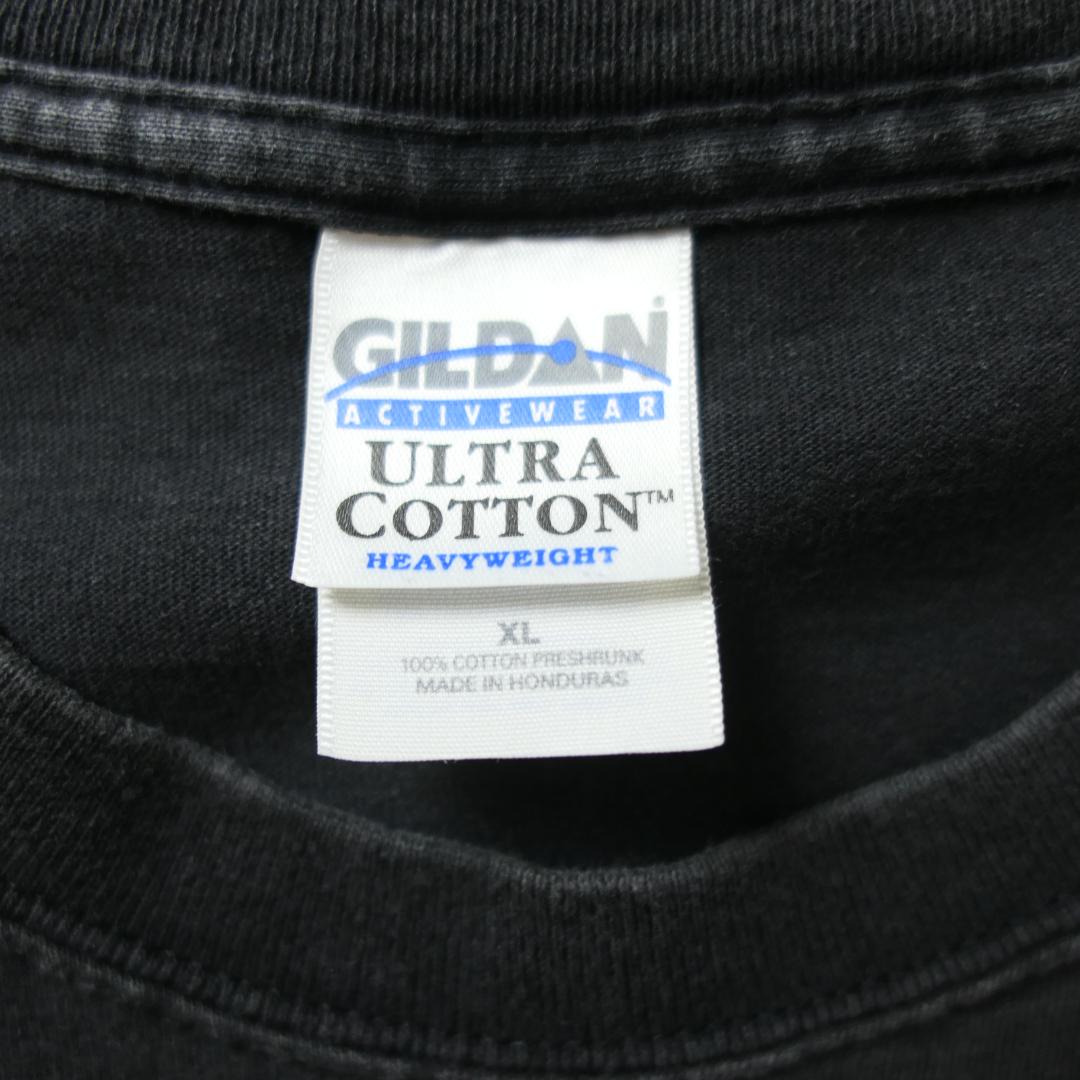 GILDAN®
ACTIVEWEAR
ULTRA
COTTON™
HEAVYWEIGHT
XL
100% COTTON PRESHRUNK
MADE IN HONDURAS